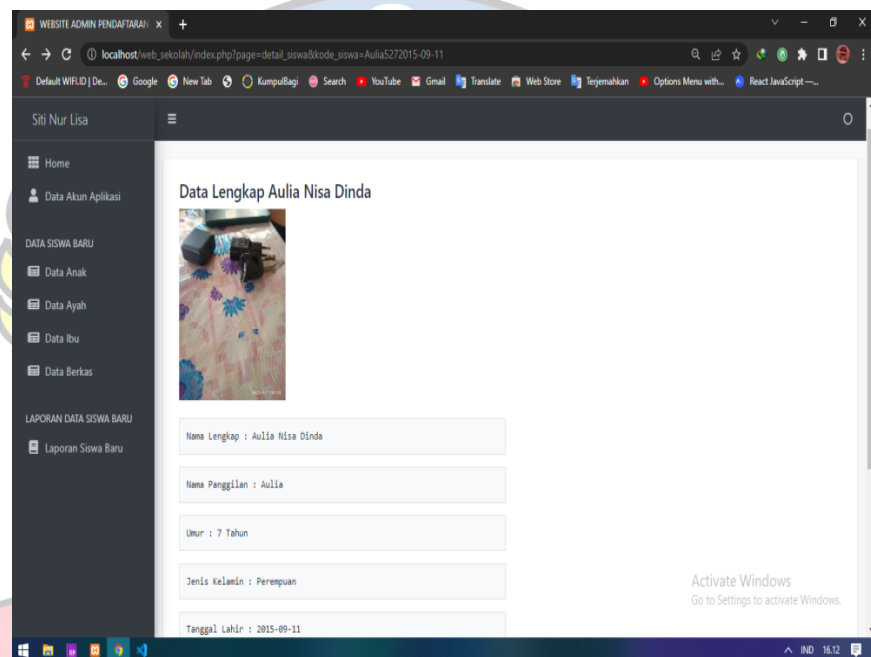 WEBSITE ADMIN PENDAFTARAN
localhost/web_sekolah/index.php?page=detail_siswa&kode_siswa=Aulia5272015-09-11
Default WIFI.ID | De... Google New Tab KumpulBagi Search YouTube Gmail Translate Web Store Terjemahkan Options Menu with... React JavaScript —...
Siti Nur Lisa
Home
Data Akun Aplikasi
DATA SISWA BARU
Data Anak
Data Ayah
Data Ibu
Data Berkas
LAPORAN DATA SISWA BARU
Laporan Siswa Baru
Data Lengkap Aulia Nisa Dinda
Nama Lengkap : Aulia Nisa Dinda
Nama Panggilan : Aulia
Umur : 7 Tahun
Jenis Kelamin : Perempuan
Tanggal Lahir : 2015-09-11
Activate Windows
Go to Settings to activate Windows.
IND 16.12